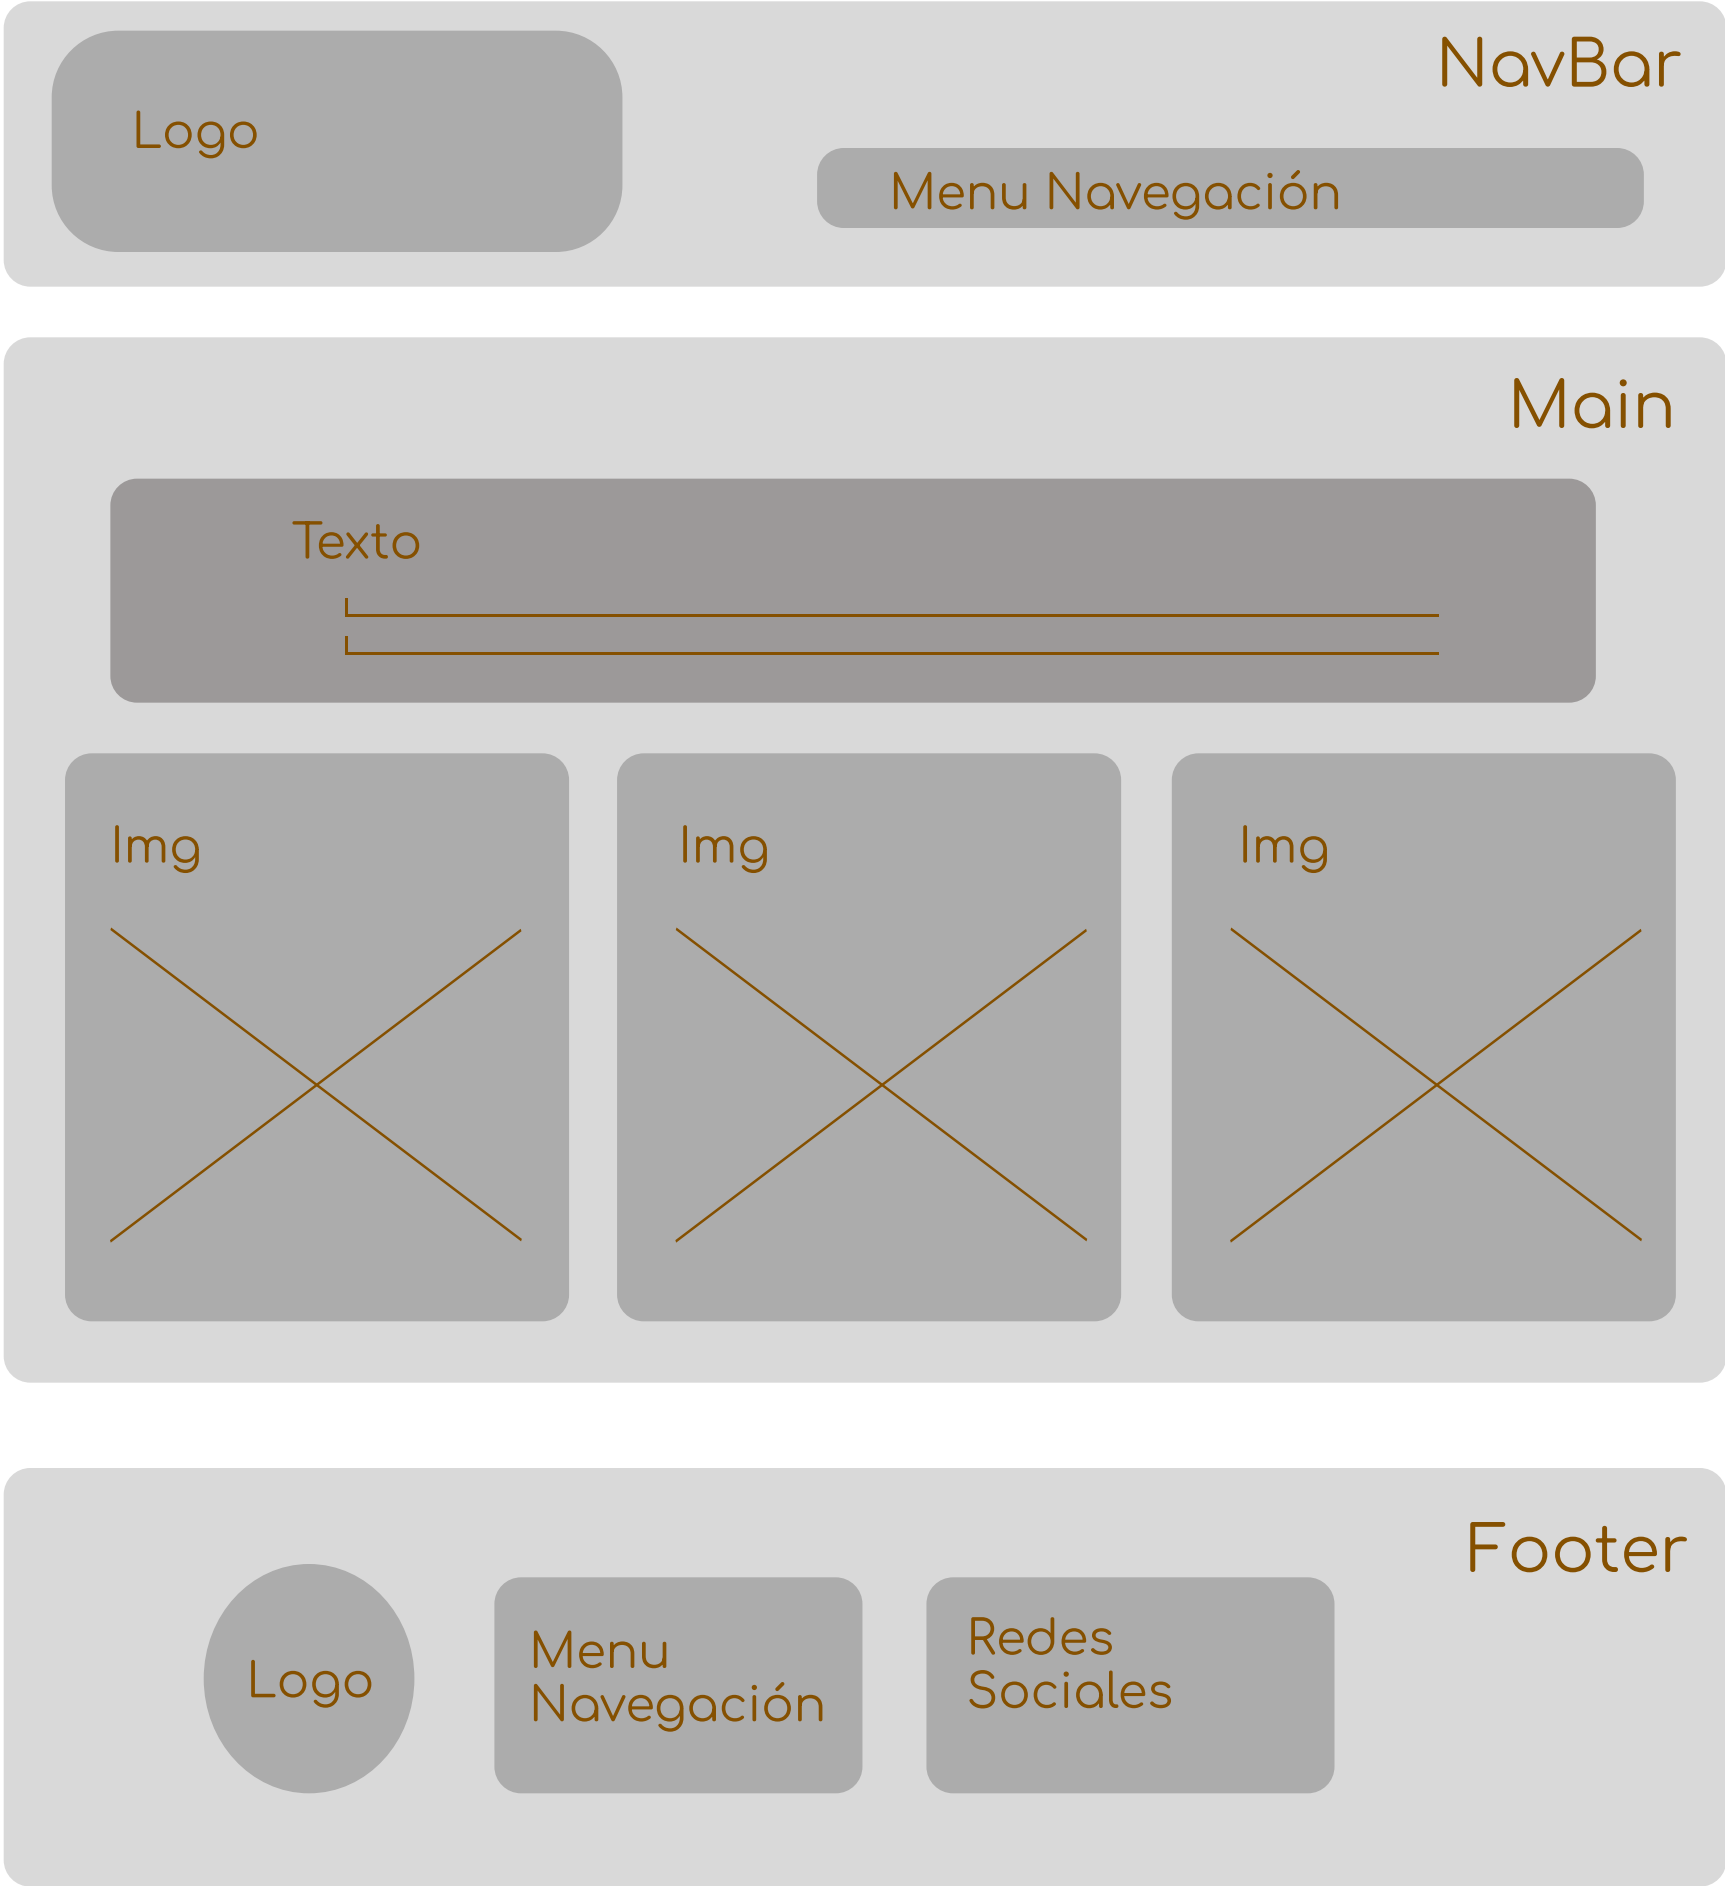 NavBar
Logo
Menu Navegación
Main
Texto
Img
Img
Img
Footer
Logo
Menu
Navegación
Redes
Sociales